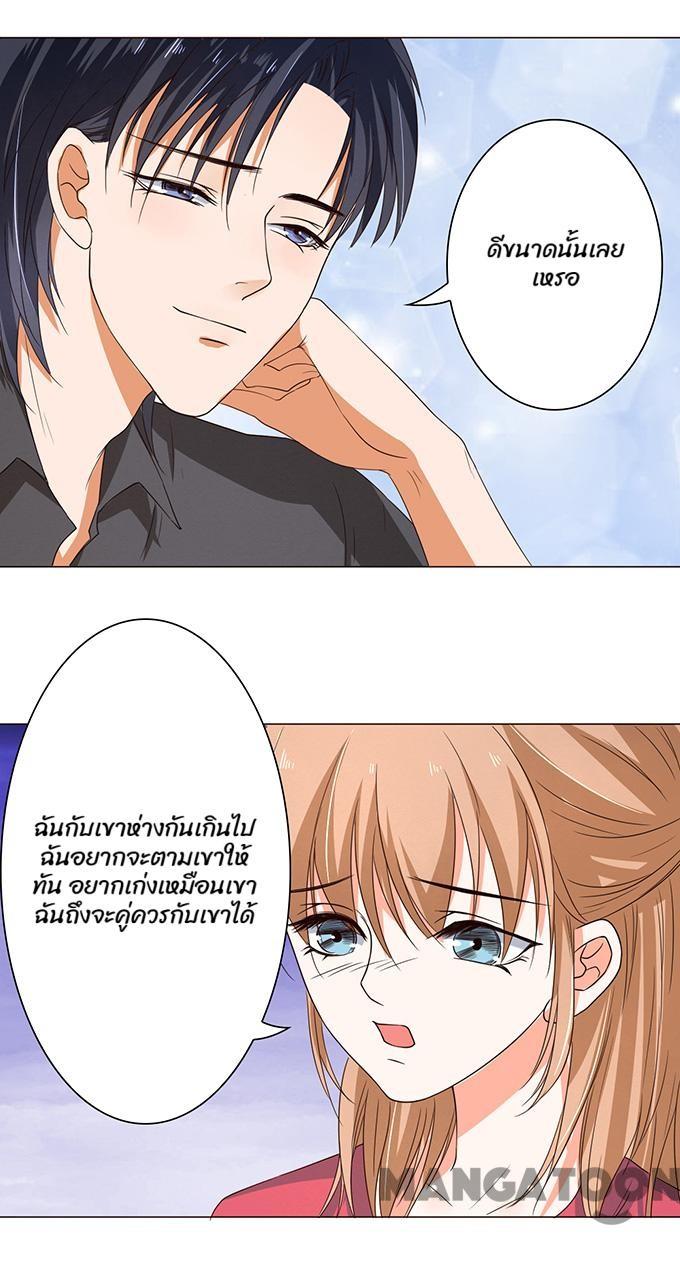 ดีขนาดนั้นเลย
เหรอ
ฉันกับเขาห่างกันเกินไป
ฉันอยากจะตามเขาให้
ทัน อยากเก่งเหมือนเขา
ฉันถึงจะคู่ควรกับเขาได้
MANGATOON